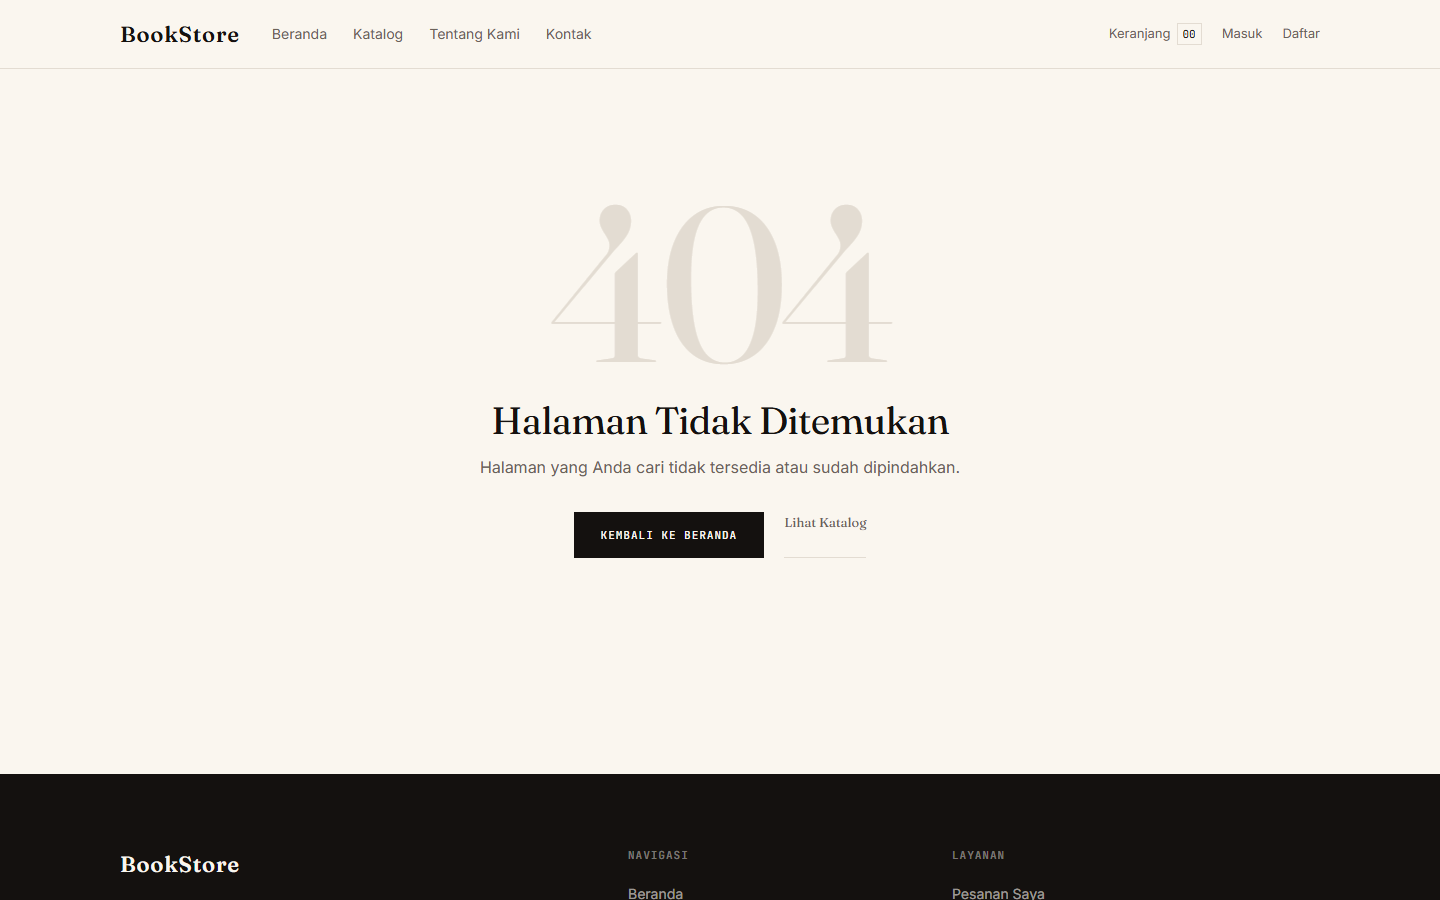 BookStore Beranda Katalog Tentang Kami Kontak Keranjang 00 Masuk Daftar
404
Halaman Tidak Ditemukan
Halaman yang Anda cari tidak tersedia atau sudah dipindahkan.
KEMBALI KE BERANDA Lihat Katalog
BookStore NAVIGASI LAYANAN
Beranda Pesanan Saya